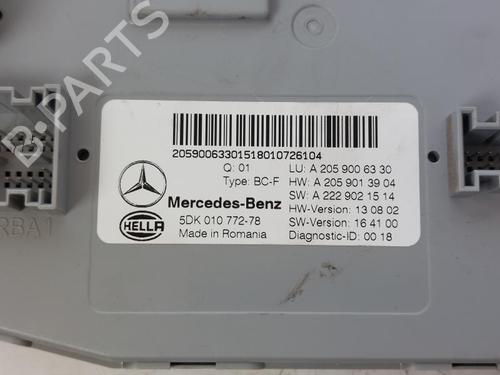 20590063301518010726104
Q: 01
LU: A 205 900 63 30
Type: BC-F
HW: A 205 901 39 04
SW: A 222 902 15 14
Mercedes-Benz
HW-Version: 13 08 02
HELLA
5DK 010 772-78
SW-Version: 16 41 00
Made in Romania
Diagnostic-ID: 00 18
RBA1
B-PARTS